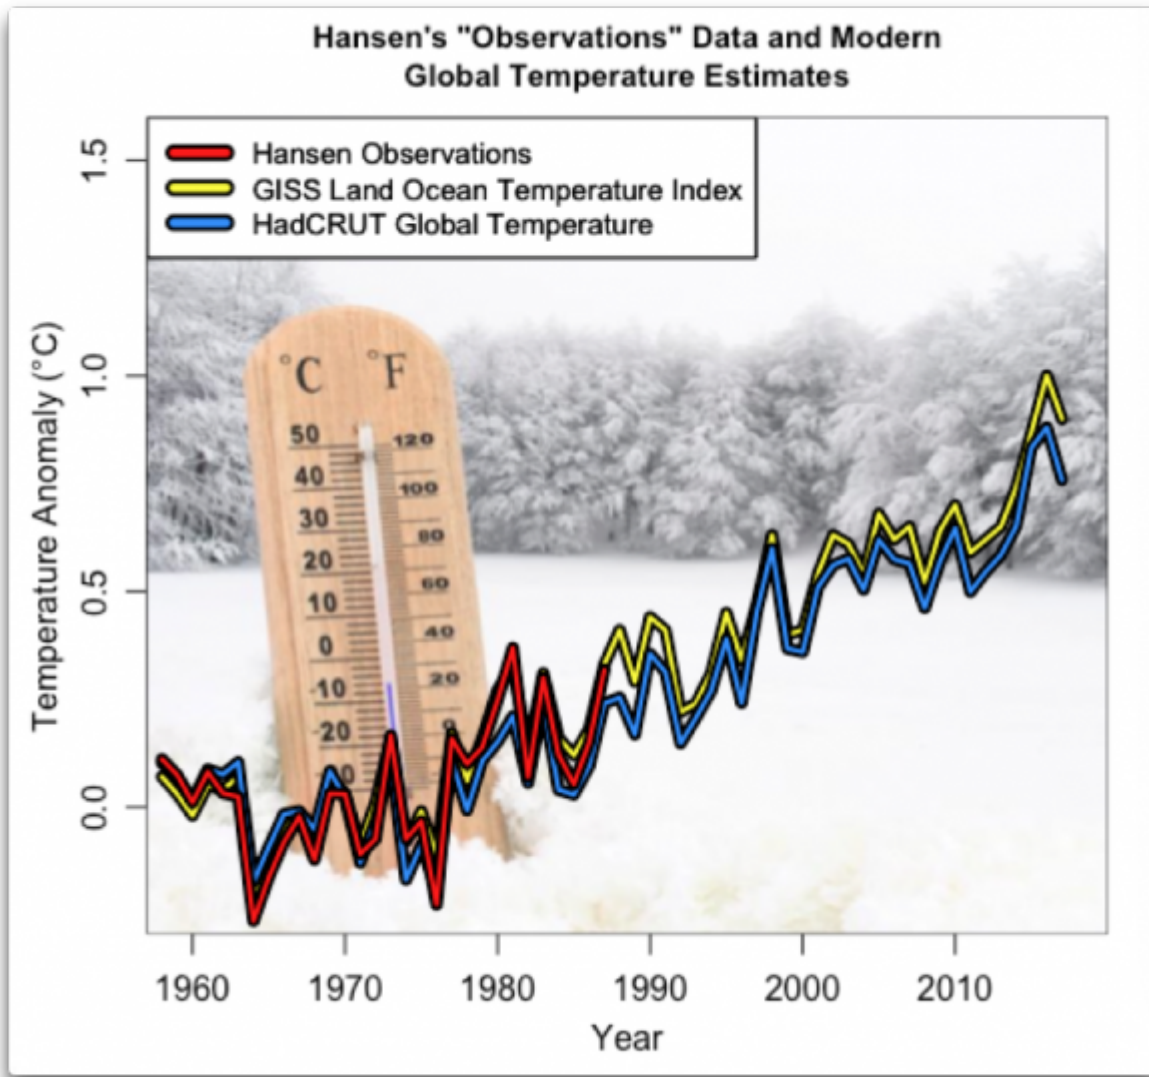 Hansen's "Observations" Data and Modern
Global Temperature Estimates
Hansen Observations
GISS Land Ocean Temperature Index
HadCRUT Global Temperature
Temperature Anomaly (°C)
1.5
1.0
0.5
0.0
°C °F
50 120
40 100
30 80
20 60
10 40
0 20
-10 0
-20
1960 1970 1980 1990 2000 2010
Year